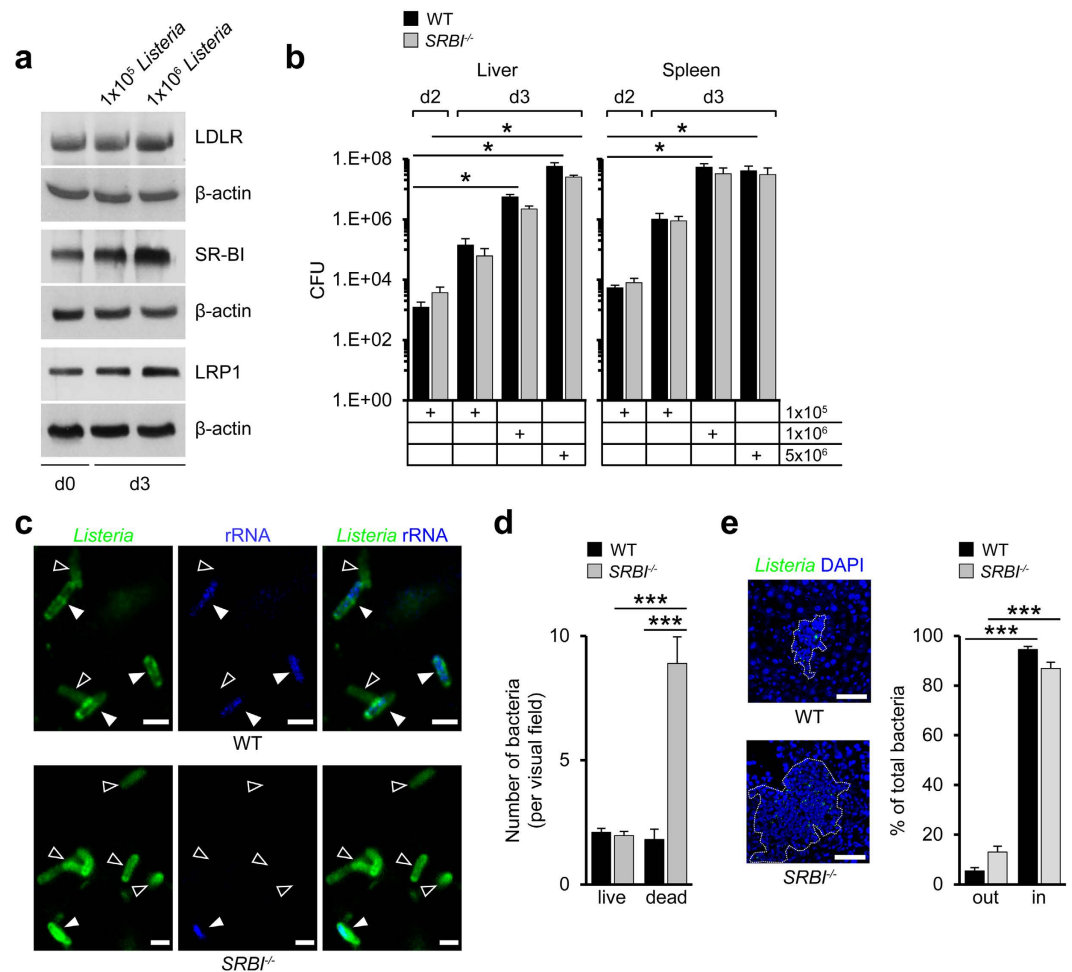 a
1x10⁵ Listeria
1x10⁶ Listeria
LDLR
β-actin
SR-BI
β-actin
LRP1
β-actin
d0
d3
b
WT
SRBI⁻/⁻
Liver
Spleen
d2
d3
d2
d3
*
*
*
*
*
CFU
1.E+08
1.E+06
1.E+04
1.E+02
1.E+00
+ + + + 1x10⁵
+ + 1x10⁶
+ + 5x10⁶
c
Listeria
rRNA
Listeria rRNA
WT
SRBI⁻/⁻
d
WT
SRBI⁻/⁻
***
***
Number of bacteria
(per visual field)
10
5
0
live
dead
e
Listeria DAPI
WT
SRBI⁻/⁻
WT
SRBI⁻/⁻
***
***
% of total bacteria
100
80
60
40
20
0
out
in